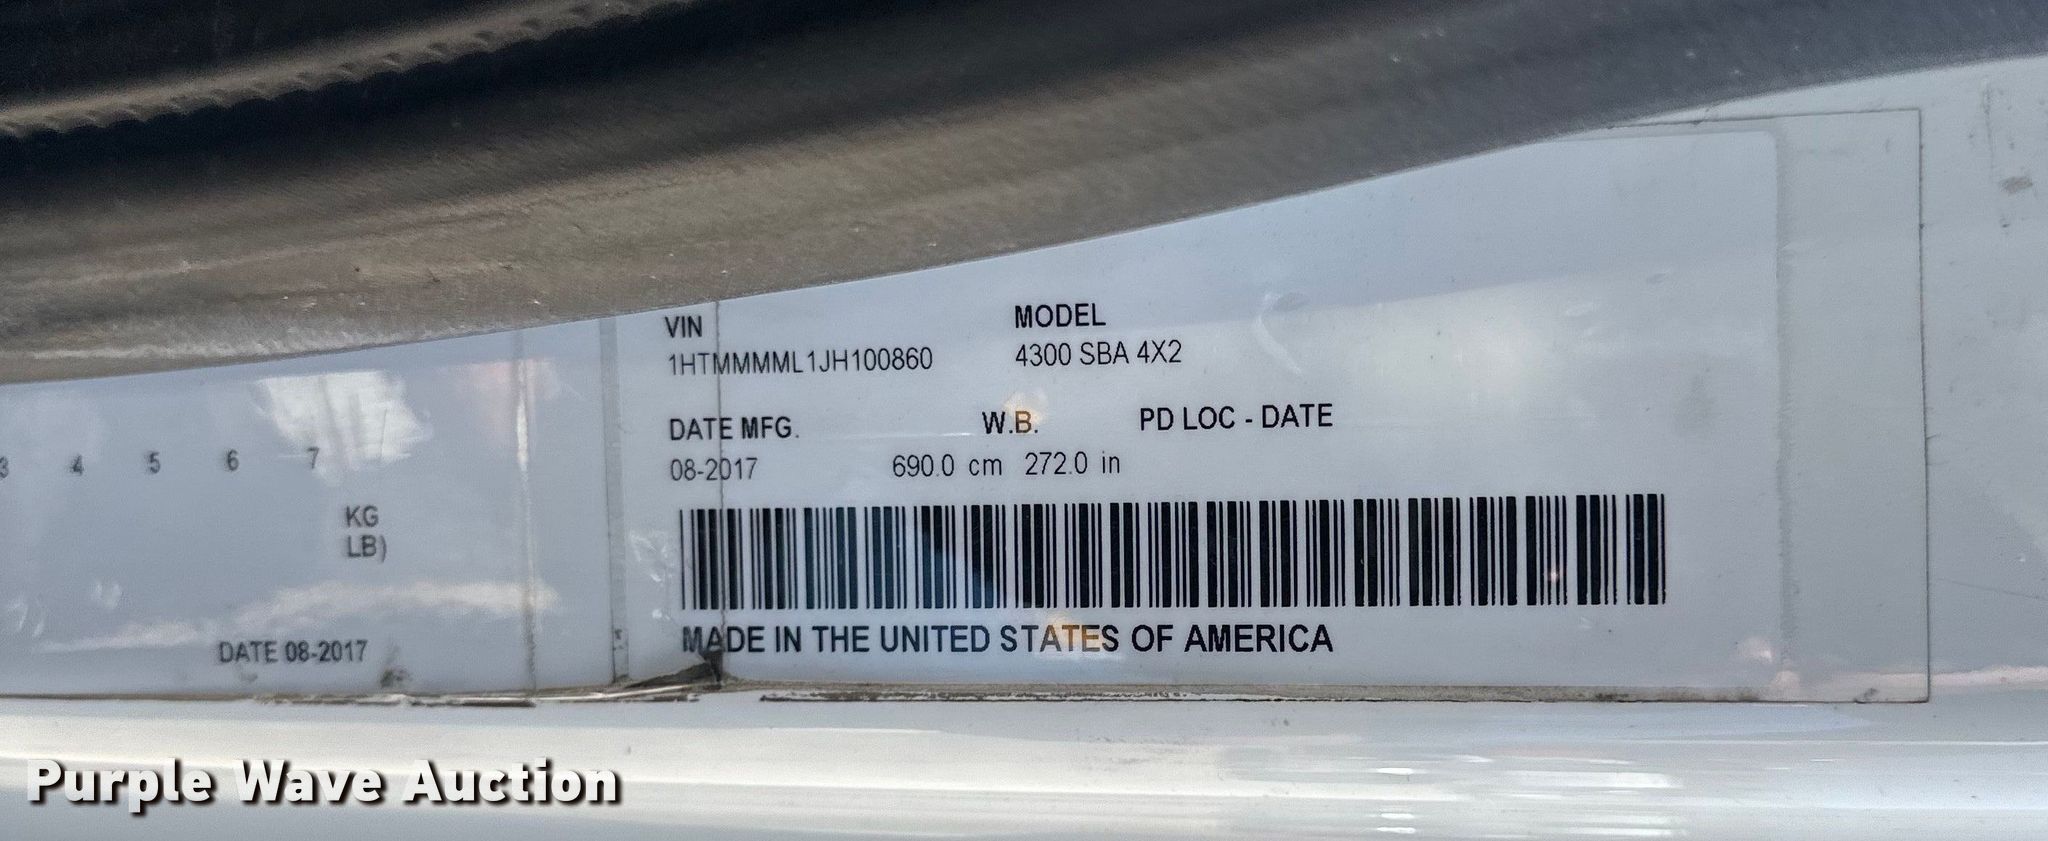 VIN
1HTMMMML1JH100860
MODEL
4300 SBA 4X2
DATE MFG.
08-2017
W.B.
690.0 cm 272.0 in
PD LOC - DATE
3 4 5 6 7
KG
LB)
DATE 08-2017
MADE IN THE UNITED STATES OF AMERICA
Purple Wave Auction